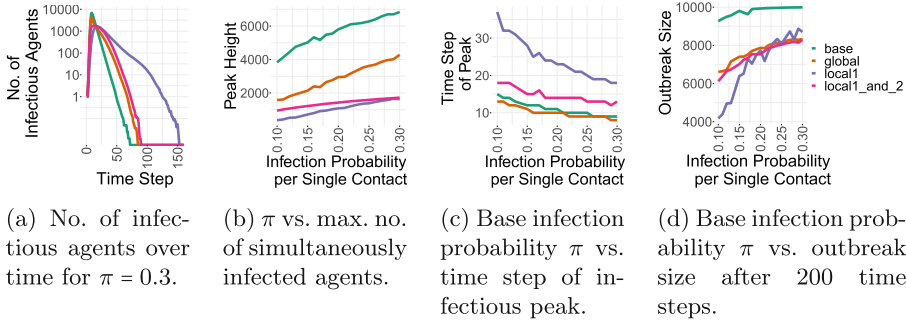 No. of
Infectious Agents
10000
1000
100
10
1
0
50
100
150
Time Step
Peak Height
6000
4000
2000
0.10
0.15
0.20
0.25
0.30
Infection Probability
per Single Contact
Time Step
of Peak
30
20
10
0.10
0.15
0.20
0.25
0.30
Infection Probability
per Single Contact
Outbreak Size
10000
8000
6000
4000
0.10
0.15
0.20
0.25
0.30
Infection Probability
per Single Contact
base
global
local1
local1_and_2
(a) No. of infec-
tious agents over
time for π = 0.3.
(b) π vs. max. no.
of simultaneously
infected agents.
(c) Base infection
probability π vs.
time step of in-
fectious peak.
(d) Base infection prob-
ability π vs. outbreak
size after 200 time
steps.